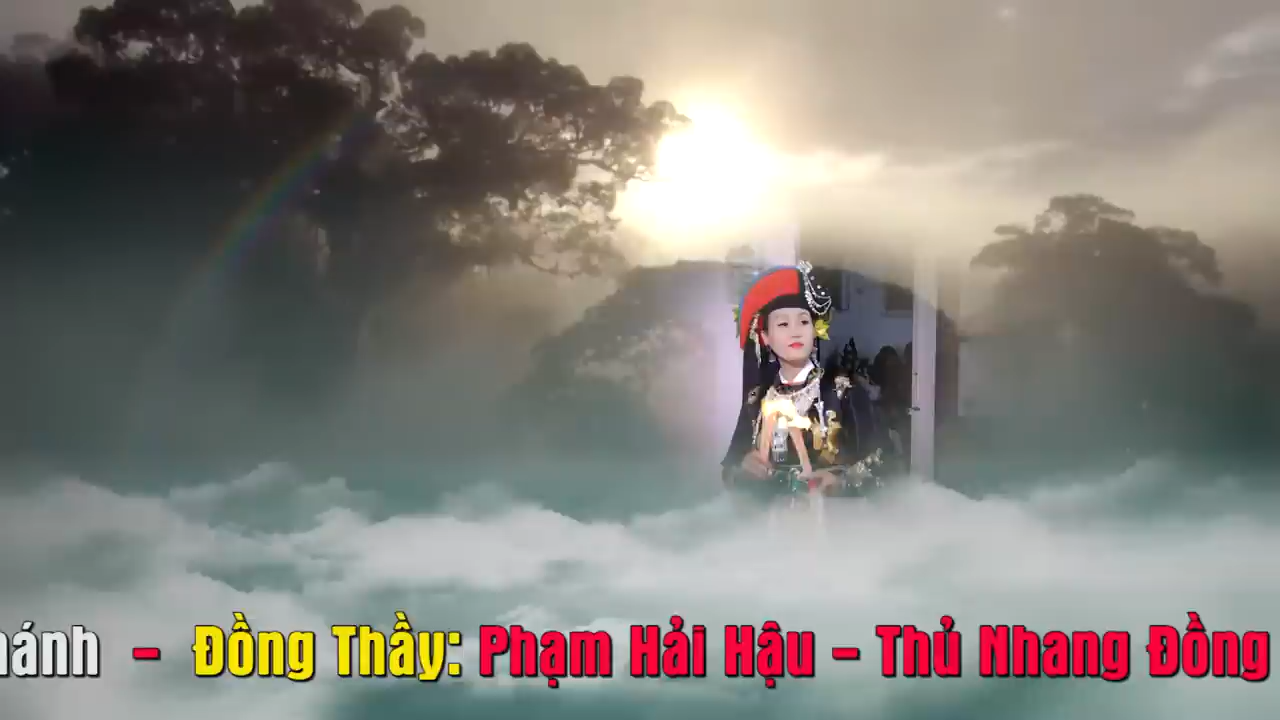 – Đồng Thầy: Phạm Hải Hậu – Thủ Nhang Đồng